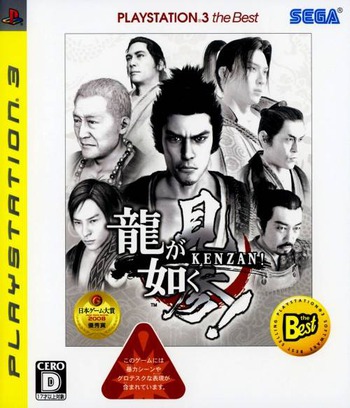 PLAYSTATION 3 the Best
SEGA
PLAYSTATION 3
龍が
如く
見参!
KENZAN!
TM
日本ゲーム大賞
2008
優秀賞
the
Best
このゲームには
暴力シーンや
グロテスクな表現が
含まれています。
CERO
D
17才以上対象